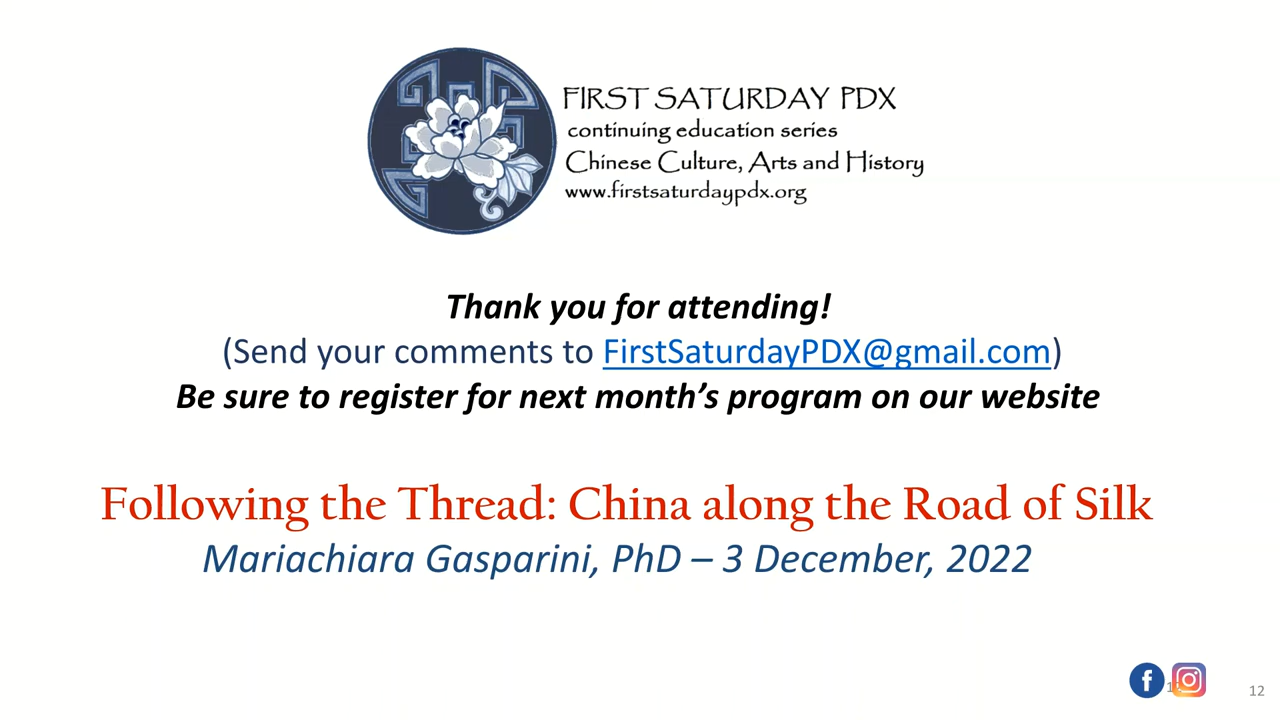 FIRST SATURDAY PDX
continuing education series
Chinese Culture, Arts and History
www.firstsaturdaypdx.org
Thank you for attending!
(Send your comments to FirstSaturdayPDX@gmail.com)
Be sure to register for next month's program on our website
Following the Thread: China along the Road of Silk
Mariachiara Gasparini, PhD – 3 December, 2022
12